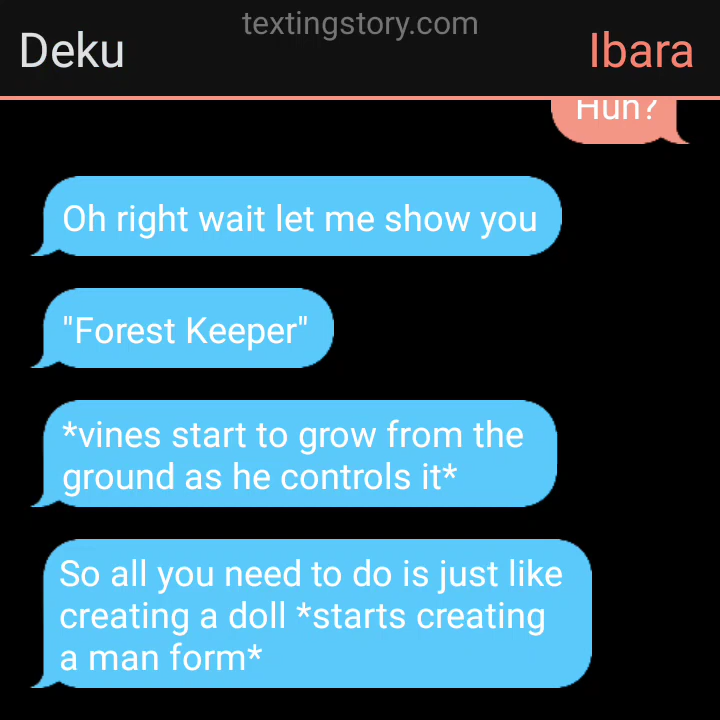 textingstory.com
Deku
Ibara
Huh?
Oh right wait let me show you
"Forest Keeper"
*vines start to grow from the
ground as he controls it*
So all you need to do is just like
creating a doll *starts creating
a man form*